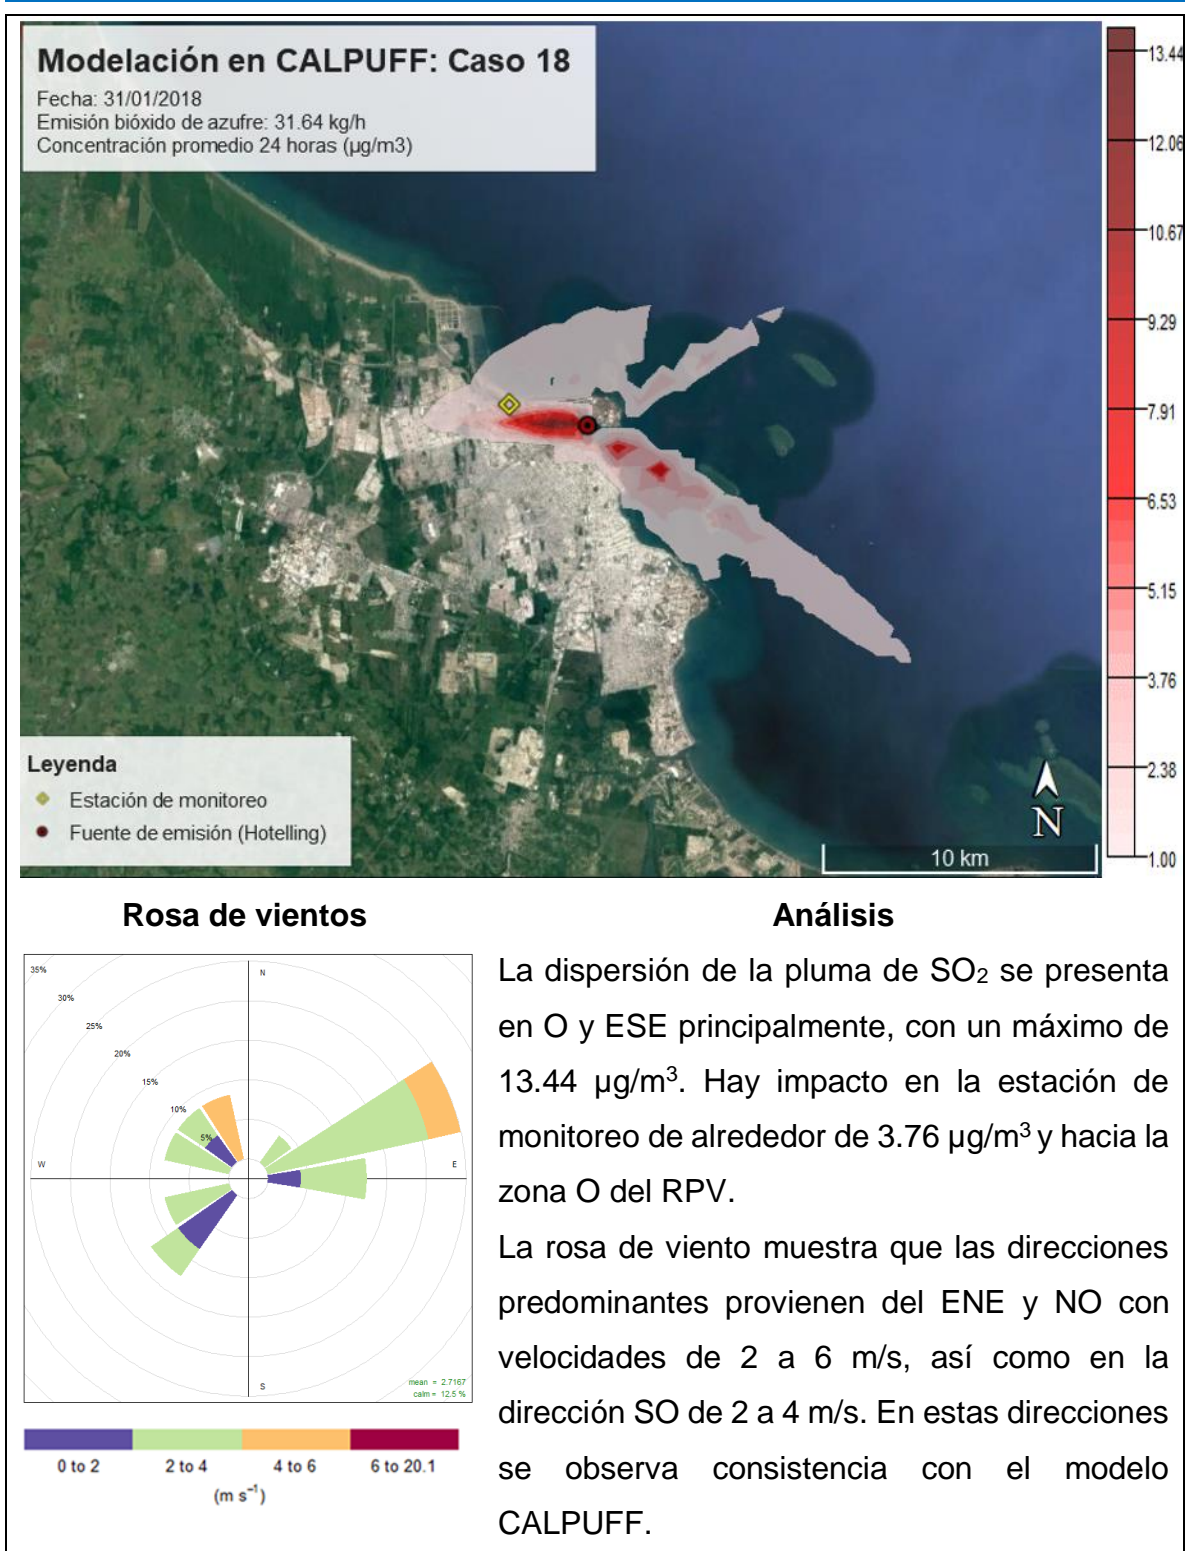 Modelación en CALPUFF: Caso 18
Fecha: 31/01/2018
Emisión bióxido de azufre: 31.64 kg/h
Concentración promedio 24 horas (µg/m3)
13.44
12.06
10.67
9.29
7.91
6.53
5.15
3.76
2.38
1.00
Leyenda
Estación de monitoreo
Fuente de emisión (Hotelling)
N
10 km
Rosa de vientos
35%
30%
25%
20%
15%
10%
5%
N
W
E
S
mean = 2.7167
calm = 12.5 %
0 to 2
2 to 4
4 to 6
6 to 20.1
(m s⁻¹)
Análisis
La dispersión de la pluma de SO₂ se presenta
en O y ESE principalmente, con un máximo de
13.44 µg/m³. Hay impacto en la estación de
monitoreo de alrededor de 3.76 µg/m³ y hacia la
zona O del RPV.
La rosa de viento muestra que las direcciones
predominantes provienen del ENE y NO con
velocidades de 2 a 6 m/s, así como en la
dirección SO de 2 a 4 m/s. En estas direcciones
se observa consistencia con el modelo
CALPUFF.